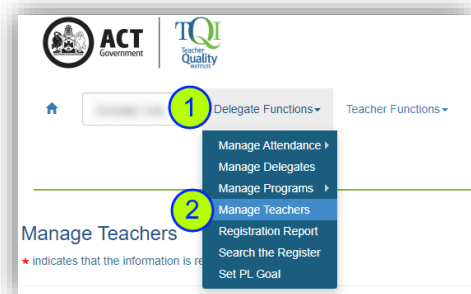 ACT
Government
TQI
Teacher
Quality
INSTITUTE
1
Delegate Functions
Teacher Functions
Manage Attendance
Manage Delegates
Manage Programs
2
Manage Teachers
Registration Report
Search the Register
Set PL Goal
Manage Teachers
* indicates that the information is re